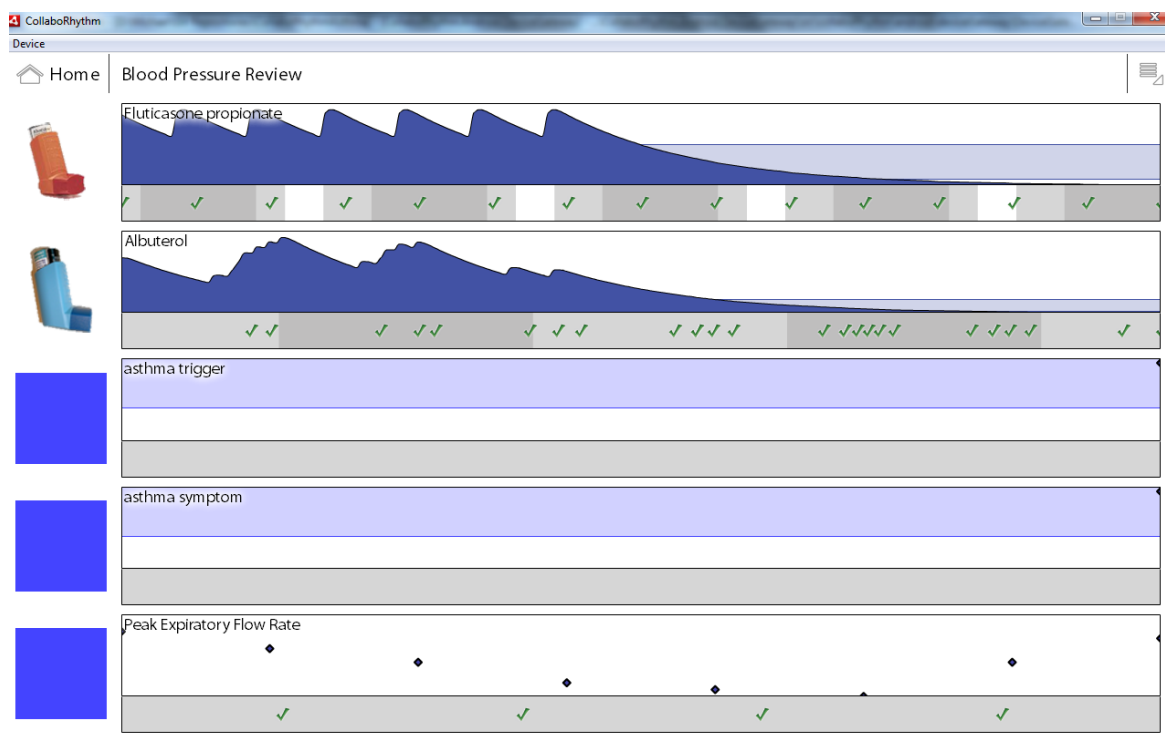 CollaboRhythm
Device
Home
Blood Pressure Review
Fluticasone propionate
Albuterol
asthma trigger
asthma symptom
Peak Expiratory Flow Rate